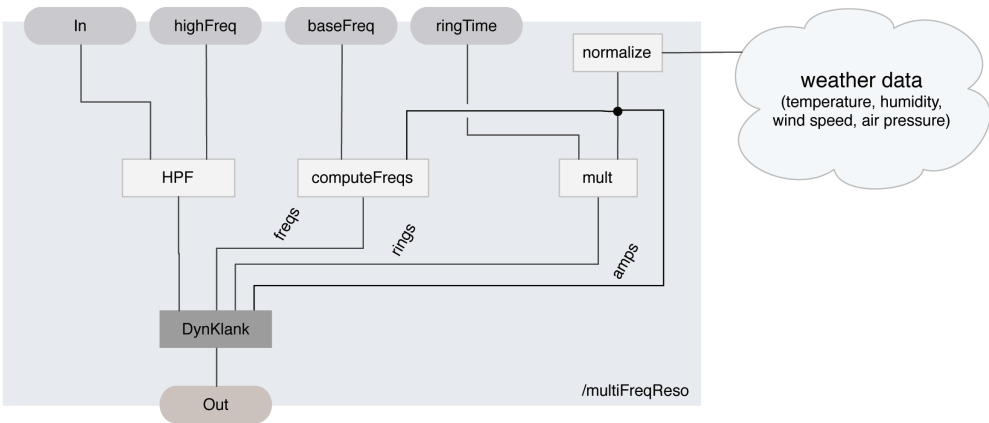 In
highFreq
baseFreq
ringTime
normalize
weather data
(temperature, humidity,
wind speed, air pressure)
HPF
computeFreqs
mult
freqs
rings
amps
DynKlank
/multiFreqReso
Out